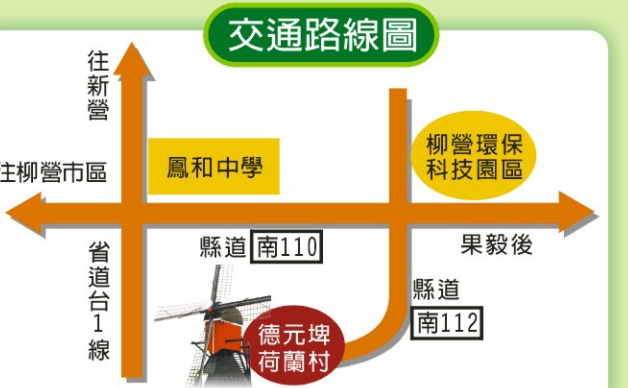 交通路線圖
往新營
往柳營市區
鳳和中學
柳營環保
科技園區
縣道 南110
果毅後
省道台1線
縣道
南112
德元埤
荷蘭村